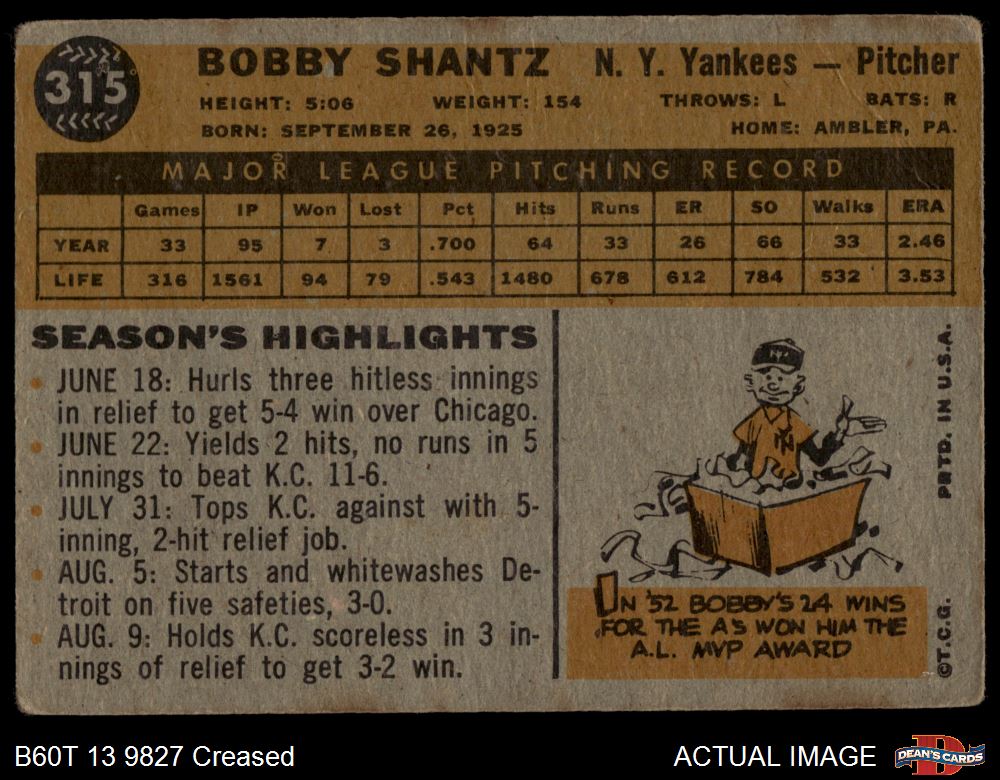 315
BOBBY SHANTZ N. Y. Yankees — Pitcher
HEIGHT: 5:06 WEIGHT: 154 THROWS: L BATS: R
BORN: SEPTEMBER 26, 1925 HOME: AMBLER, PA.
MAJOR LEAGUE PITCHING RECORD
Games IP Won Lost Pct Hits Runs ER SO Walks ERA
YEAR 33 95 7 3 .700 64 33 26 66 33 2.46
LIFE 316 1561 94 79 .543 1480 678 612 784 532 3.53
SEASON'S HIGHLIGHTS
• JUNE 18: Hurls three hitless innings
in relief to get 5-4 win over Chicago.
• JUNE 22: Yields 2 hits, no runs in 5
innings to beat K.C. 11-6.
• JULY 31: Tops K.C. against with 5-
inning, 2-hit relief job.
• AUG. 5: Starts and whitewashes De-
troit on five safeties, 3-0.
• AUG. 9: Holds K.C. scoreless in 3 in-
nings of relief to get 3-2 win.
NY
NY
IN '52 BOBBY'S 24 WINS
FOR THE A'S WON HIM THE
A.L. MVP AWARD
©T.C.G. PRTD. IN U.S.A.
B60T 13 9827 Creased
ACTUAL IMAGE
D
DEAN'S CARDS